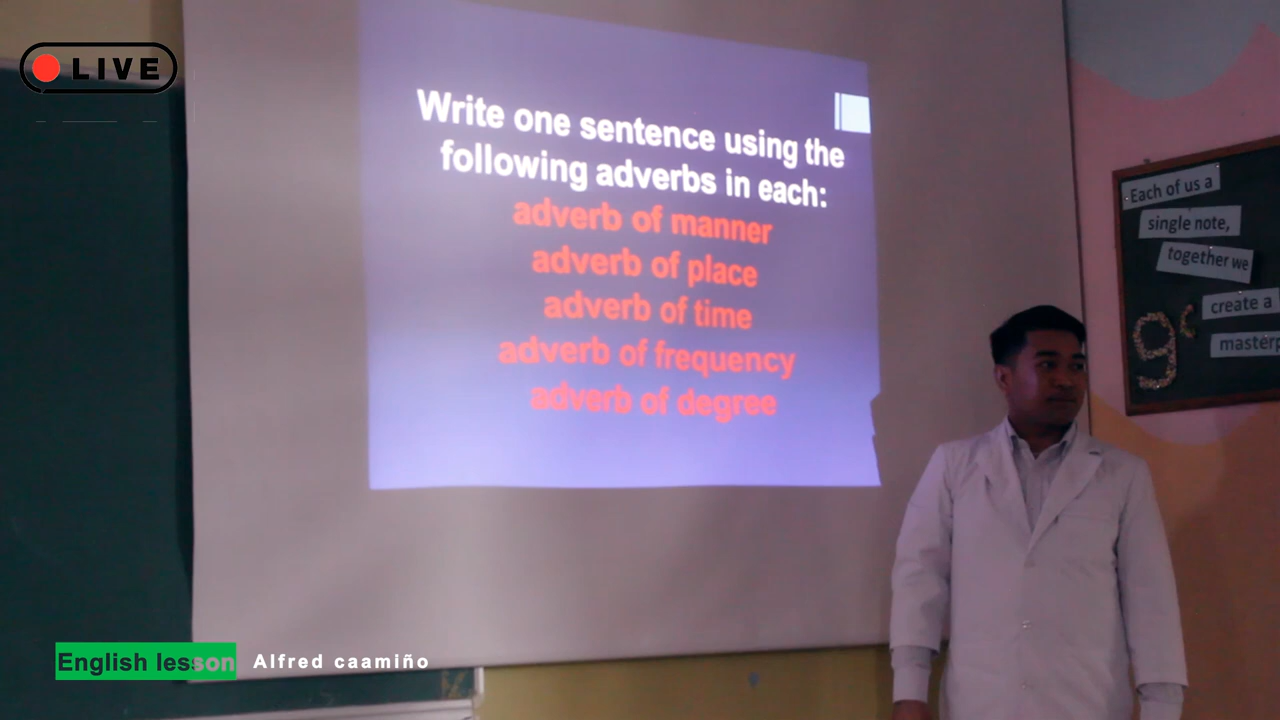 LIVE
Write one sentence using the
following adverbs in each:
adverb of manner
adverb of place
adverb of time
adverb of frequency
adverb of degree
Each of us a
single note,
together we
create a
masterp
English lesson
Alfred caamiño